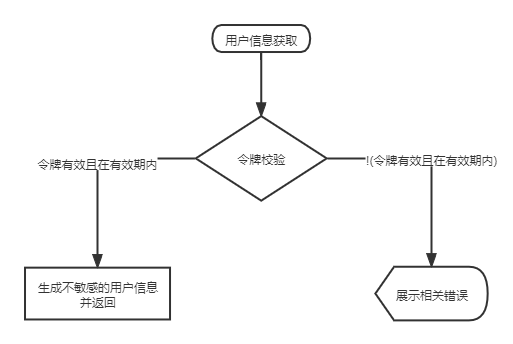 用户信息获取
令牌校验
令牌有效且在有效期内
!(令牌有效且在有效期内)
生成不敏感的用户信息
并返回
展示相关错误